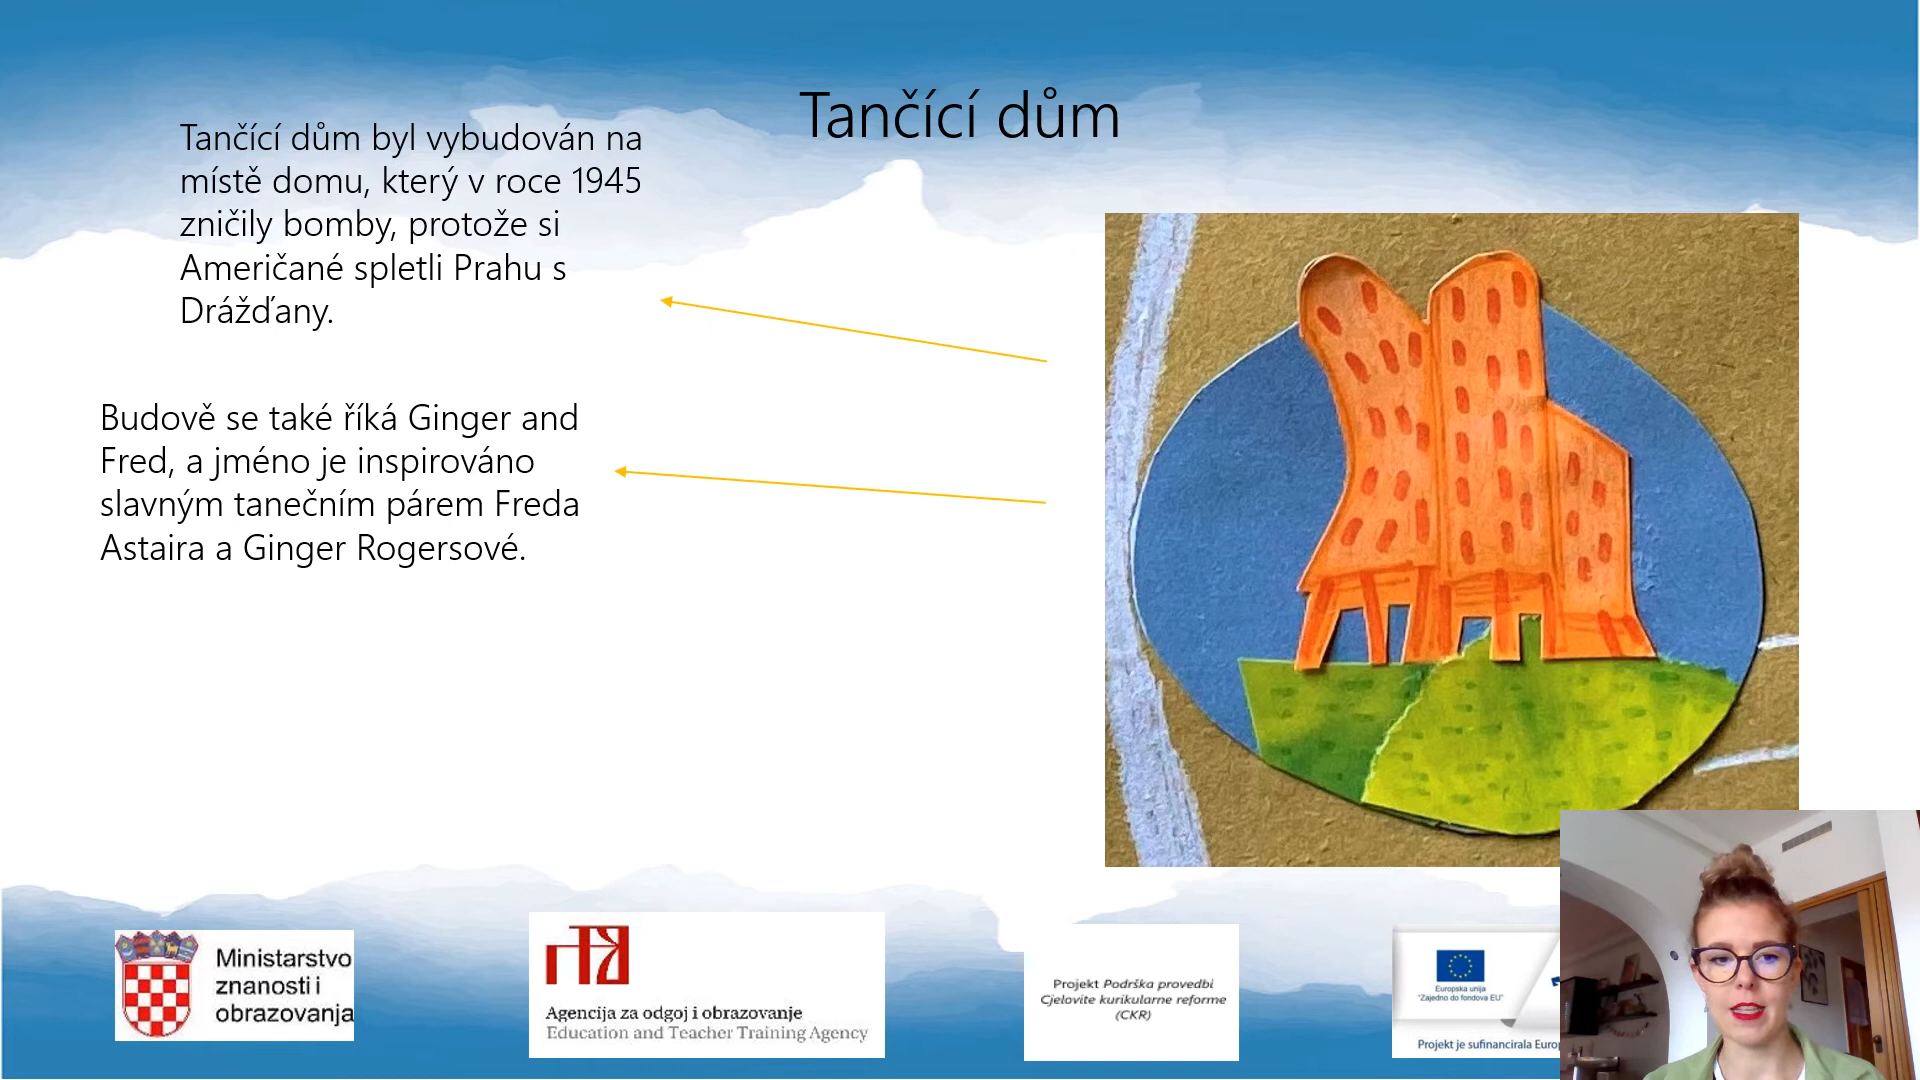 Tančící dům
Tančící dům byl vybudován na
místě domu, který v roce 1945
zničily bomby, protože si
Američané spletli Prahu s
Drážďany.
Budově se také říká Ginger and
Fred, a jméno je inspirováno
slavným tanečním párem Freda
Astaira a Ginger Rogersové.
Ministarstvo
znanosti i
obrazovanja
Agencija za odgoj i obrazovanje
Education and Teacher Training Agency
Projekt Podrška provedbi
Cjelovite kurikularne reforme
(CKR)
Europska unija
"Zajedno do fondova EU"
Projekt je sufinancirala Europ